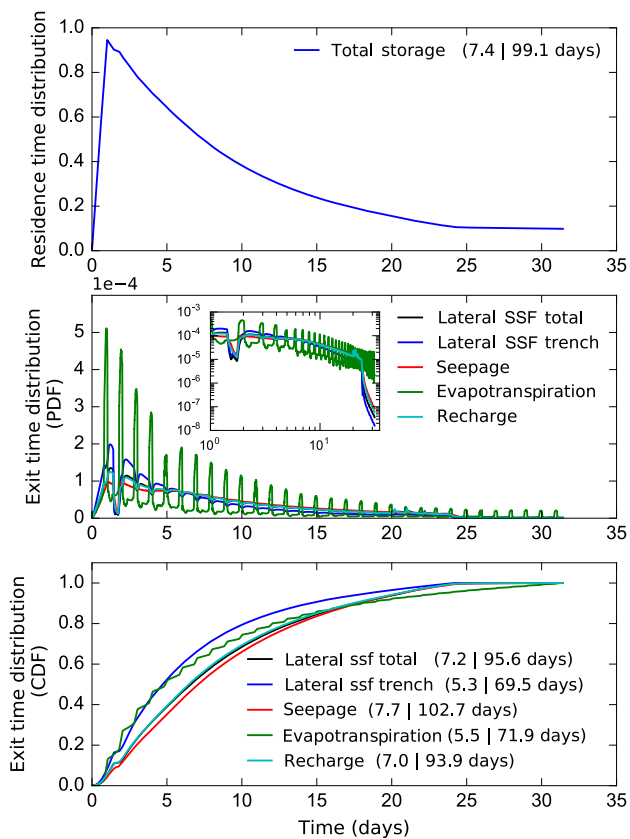 Residence time distribution
1.0
0.8
0.6
0.4
0.2
0.0
Total storage (7.4 | 99.1 days)
0 5 10 15 20 25 30 35
1e−4
Exit time distribution
(PDF)
5
4
3
2
1
0
10⁻³
10⁻⁴
10⁻⁵
10⁻⁶
10⁻⁷
10⁻⁸
10⁰ 10¹
Lateral SSF total
Lateral SSF trench
Seepage
Evapotranspiration
Recharge
0 5 10 15 20 25 30 35
Exit time distribution
(CDF)
1.0
0.8
0.6
0.4
0.2
0.0
Lateral ssf total (7.2 | 95.6 days)
Lateral ssf trench (5.3 | 69.5 days)
Seepage (7.7 | 102.7 days)
Evapotranspiration (5.5 | 71.9 days)
Recharge (7.0 | 93.9 days)
0 5 10 15 20 25 30 35
Time (days)